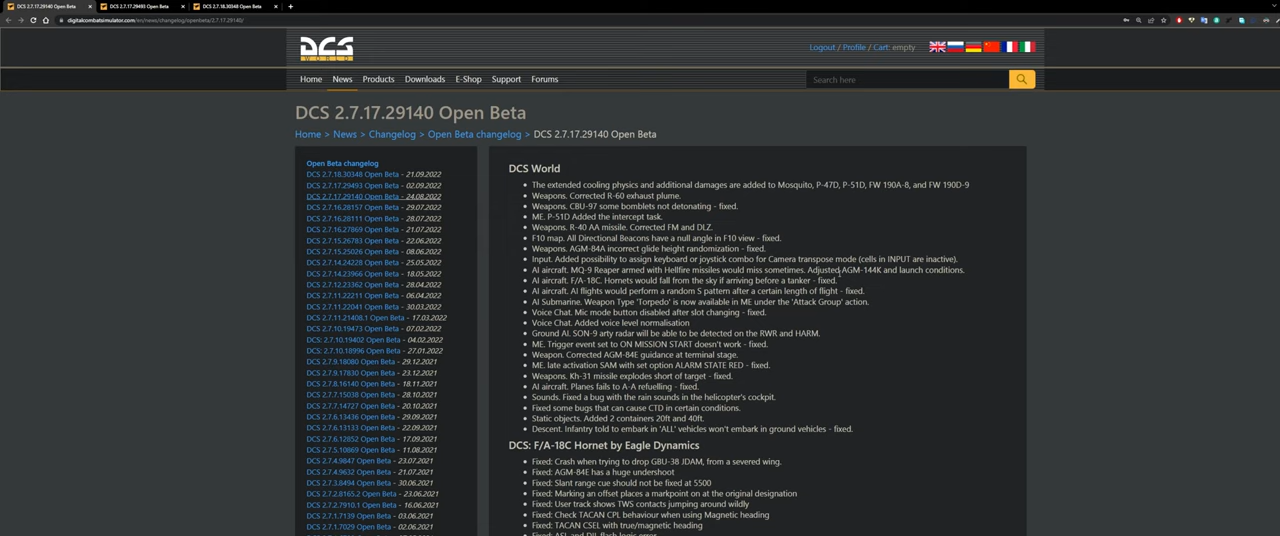 DCS 2.7.17.29140 Open Beta
DCS 2.7.17.29493 Open Beta
DCS 2.7.18.30348 Open Beta
digitalcombatsimulator.com/en/news/changelog/openbeta/2.7.17.29140/
DCS
WORLD
Logout / Profile / Cart: empty
Home News Products Downloads E-Shop Support Forums
Search here
DCS 2.7.17.29140 Open Beta
Home > News > Changelog > Open Beta changelog > DCS 2.7.17.29140 Open Beta
Open Beta changelog
DCS 2.7.18.30348 Open Beta - 21.09.2022
DCS 2.7.17.29493 Open Beta - 02.09.2022
DCS 2.7.17.29140 Open Beta - 24.08.2022
DCS 2.7.16.28157 Open Beta - 29.07.2022
DCS 2.7.16.28111 Open Beta - 28.07.2022
DCS 2.7.16.27869 Open Beta - 21.07.2022
DCS 2.7.15.26783 Open Beta - 22.06.2022
DCS 2.7.15.25026 Open Beta - 08.06.2022
DCS 2.7.14.24228 Open Beta - 25.05.2022
DCS 2.7.14.23966 Open Beta - 18.05.2022
DCS 2.7.12.23362 Open Beta - 28.04.2022
DCS 2.7.11.22211 Open Beta - 06.04.2022
DCS 2.7.11.22041 Open Beta - 30.03.2022
DCS 2.7.11.21408.1 Open Beta - 17.03.2022
DCS 2.7.10.19473 Open Beta - 07.02.2022
DCS: 2.7.10.19402 Open Beta - 04.02.2022
DCS: 2.7.10.18996 Open Beta - 27.01.2022
DCS 2.7.9.18080 Open Beta - 29.12.2021
DCS 2.7.9.17830 Open Beta - 23.12.2021
DCS 2.7.8.16140 Open Beta - 18.11.2021
DCS 2.7.7.15038 Open Beta - 28.10.2021
DCS 2.7.7.14727 Open Beta - 20.10.2021
DCS 2.7.6.13436 Open Beta - 29.09.2021
DCS 2.7.6.13133 Open Beta - 22.09.2021
DCS 2.7.6.12852 Open Beta - 17.09.2021
DCS 2.7.5.10869 Open Beta - 11.08.2021
DCS 2.7.4.9847 Open Beta - 23.07.2021
DCS 2.7.4.9632 Open Beta - 21.07.2021
DCS 2.7.3.8494 Open Beta - 30.06.2021
DCS 2.7.2.8165.2 Open Beta - 23.06.2021
DCS 2.7.2.7910.1 Open Beta - 16.06.2021
DCS 2.7.1.7139 Open Beta - 03.06.2021
DCS 2.7.1.7029 Open Beta - 02.06.2021
DCS World
• The extended cooling physics and additional damages are added to Mosquito, P-47D, P-51D, FW 190A-8, and FW 190D-9
• Weapons. Corrected R-60 exhaust plume.
• Weapons. CBU-97 some bomblets not detonating - fixed.
• ME. P-51D Added the intercept task.
• Weapons. R-40 AA missile. Corrected FM and DLZ.
• F10 map. All Directional Beacons have a null angle in F10 view - fixed.
• Weapons. AGM-84A incorrect glide height randomization - fixed.
• Input. Added possibility to assign keyboard or joystick combo for Camera transpose mode (cells in INPUT are inactive).
• AI aircraft. MQ-9 Reaper armed with Hellfire missiles would miss sometimes. Adjusted AGM-144K and launch conditions.
• AI aircraft. F/A-18C. Hornets would fall from the sky if arriving before a tanker - fixed.
• AI aircraft. AI flights would perform a random S pattern after a certain length of flight - fixed.
• AI Submarine. Weapon Type 'Torpedo' is now available in ME under the 'Attack Group' action.
• Voice Chat. Mic mode button disabled after slot changing - fixed.
• Voice Chat. Added voice level normalisation
• Ground AI. SON-9 arty radar will be able to be detected on the RWR and HARM.
• ME. Trigger event set to ON MISSION START doesn't work - fixed.
• Weapon. Corrected AGM-84E guidance at terminal stage.
• ME. late activation SAM with set option ALARM STATE RED - fixed.
• Weapons. Kh-31 missile explodes short of target - fixed.
• AI aircraft. Planes fails to A-A refuelling - fixed.
• Sounds. Fixed a bug with the rain sounds in the helicopter's cockpit.
• Fixed some bugs that can cause CTD in certain conditions.
• Static objects. Added 2 containers 20ft and 40ft.
• Descent. Infantry told to embark in 'ALL' vehicles won't embark in ground vehicles - fixed.
DCS: F/A-18C Hornet by Eagle Dynamics
• Fixed: Crash when trying to drop GBU-38 JDAM, from a severed wing.
• Fixed: AGM-84E has a huge undershoot
• Fixed: Slant range cue should not be fixed at 5500
• Fixed: Marking an offset places a markpoint on at the original designation
• Fixed: User track shows TWS contacts jumping around wildly
• Fixed: Check TACAN CPL behaviour when using Magnetic heading
• Fixed: TACAN CSEL with true/magnetic heading